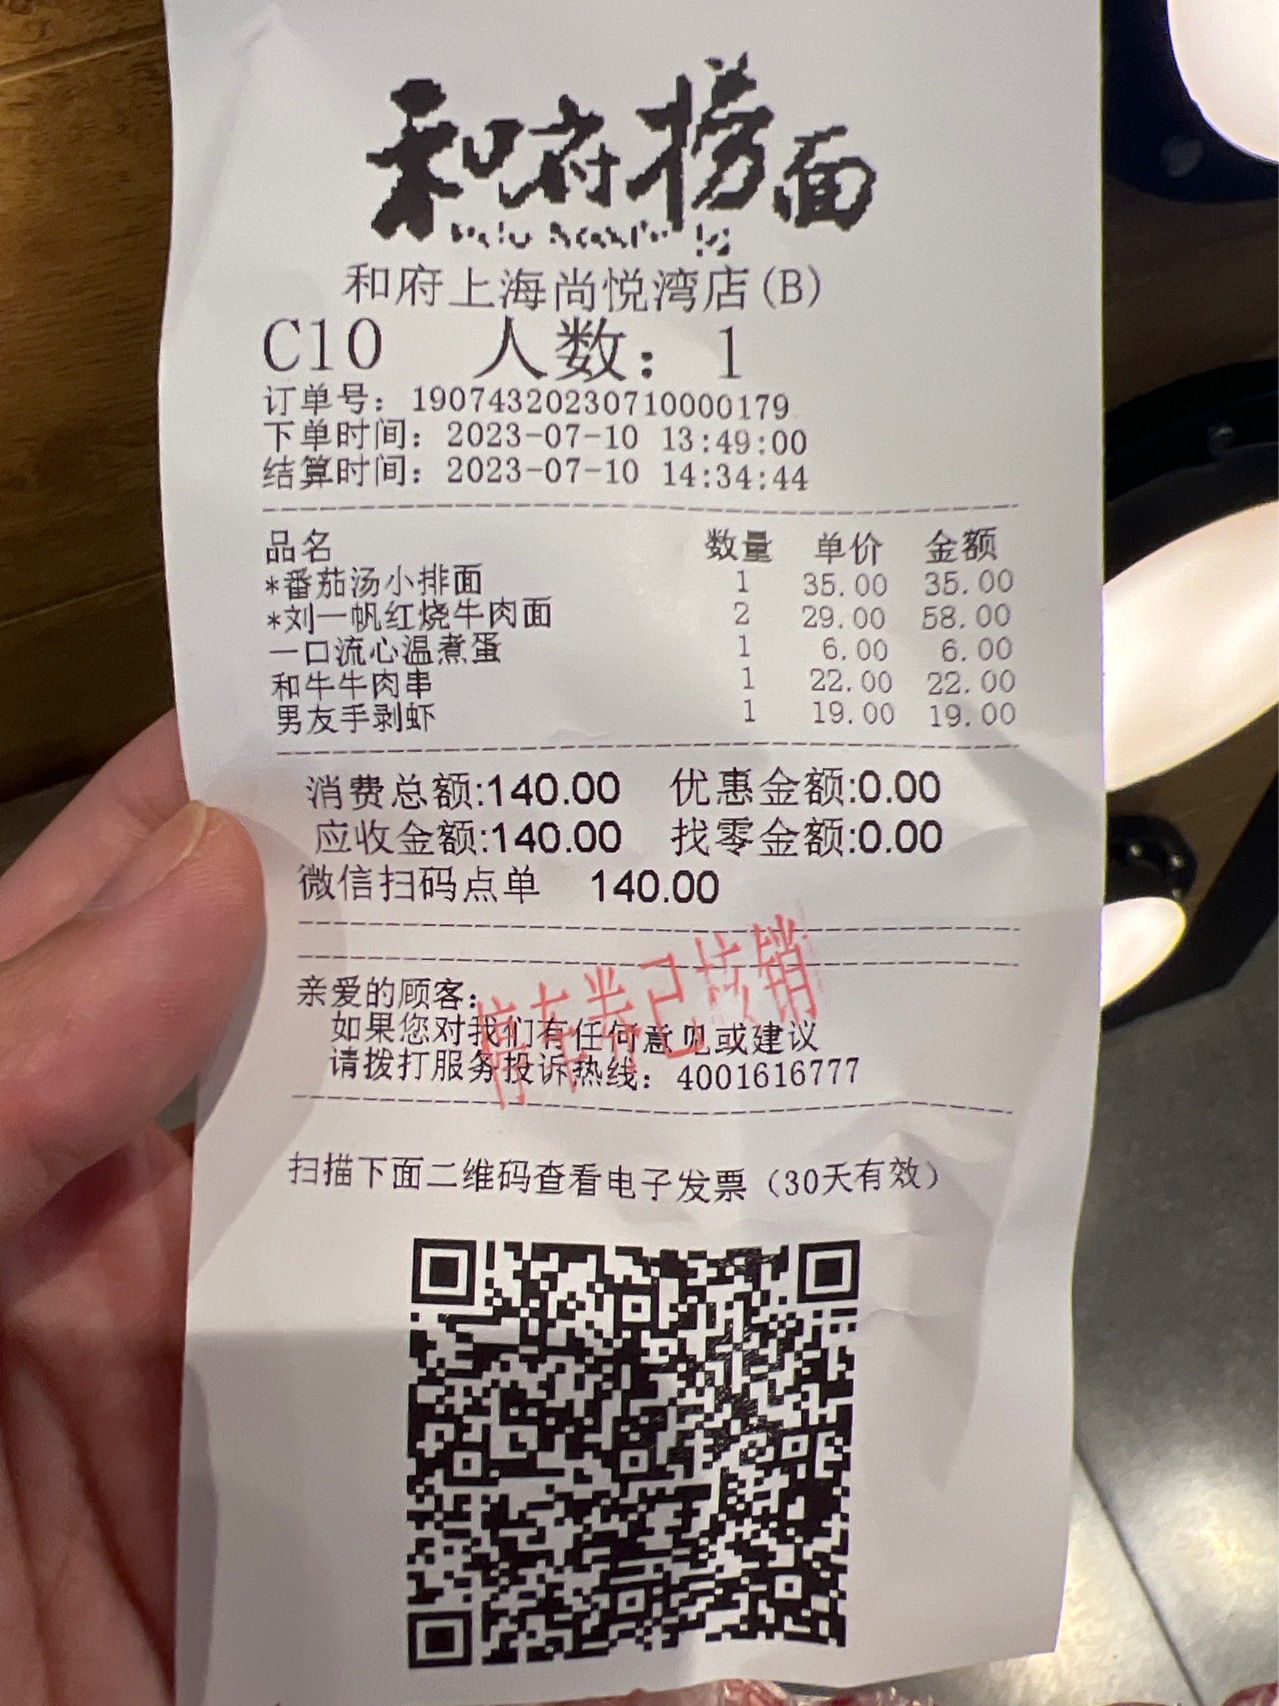 和府捞面
和府上海尚悦湾店(B)
C10 人数: 1
订单号: 19074320230710000179
下单时间: 2023-07-10 13:49:00
结算时间: 2023-07-10 14:34:44
品名 数量 单价 金额
*番茄汤小排面 1 35.00 35.00
*刘一帆红烧牛肉面 2 29.00 58.00
一口流心温煮蛋 1 6.00 6.00
和牛牛肉串 1 22.00 22.00
男友手剥虾 1 19.00 19.00
消费总额:140.00 优惠金额:0.00
应收金额:140.00 找零金额:0.00
微信扫码点单 140.00
停车券已核销
亲爱的顾客:
如果您对我们有任何意见或建议
请拨打服务投诉热线: 4001616777
扫描下面二维码查看电子发票（30天有效）